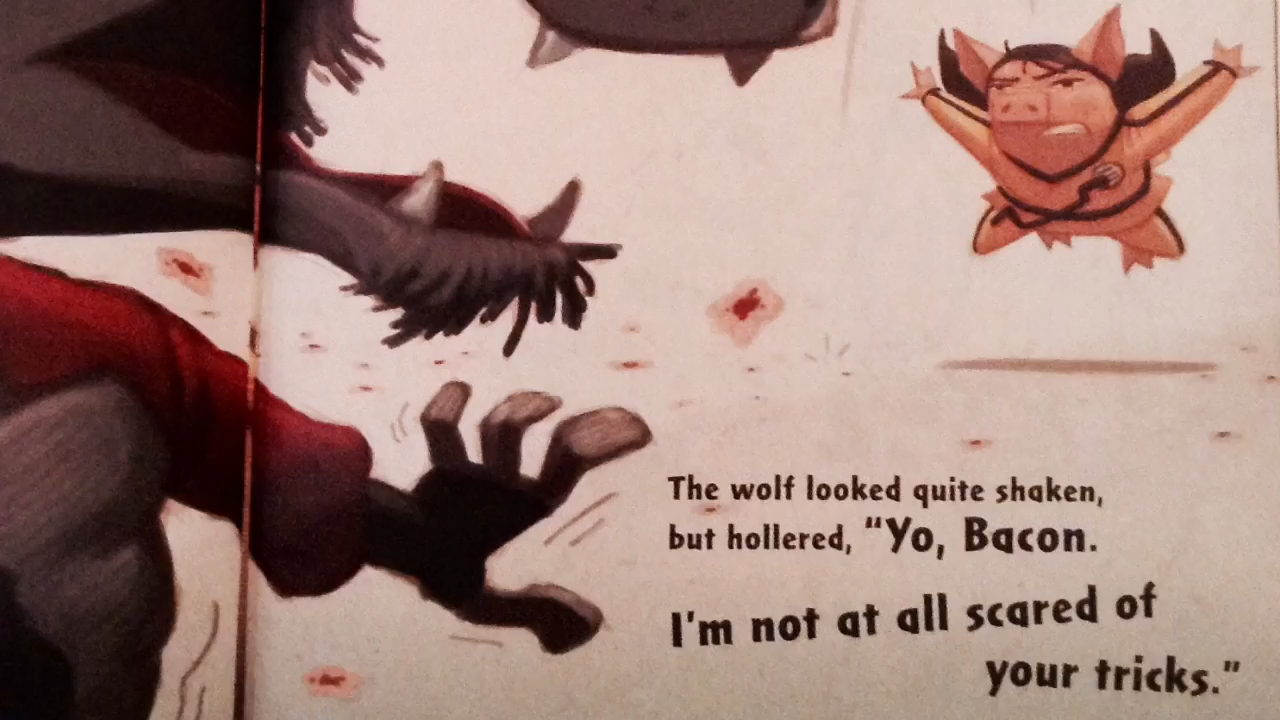 The wolf looked quite shaken,
but hollered, "Yo, Bacon.
I'm not at all scared of
your tricks."